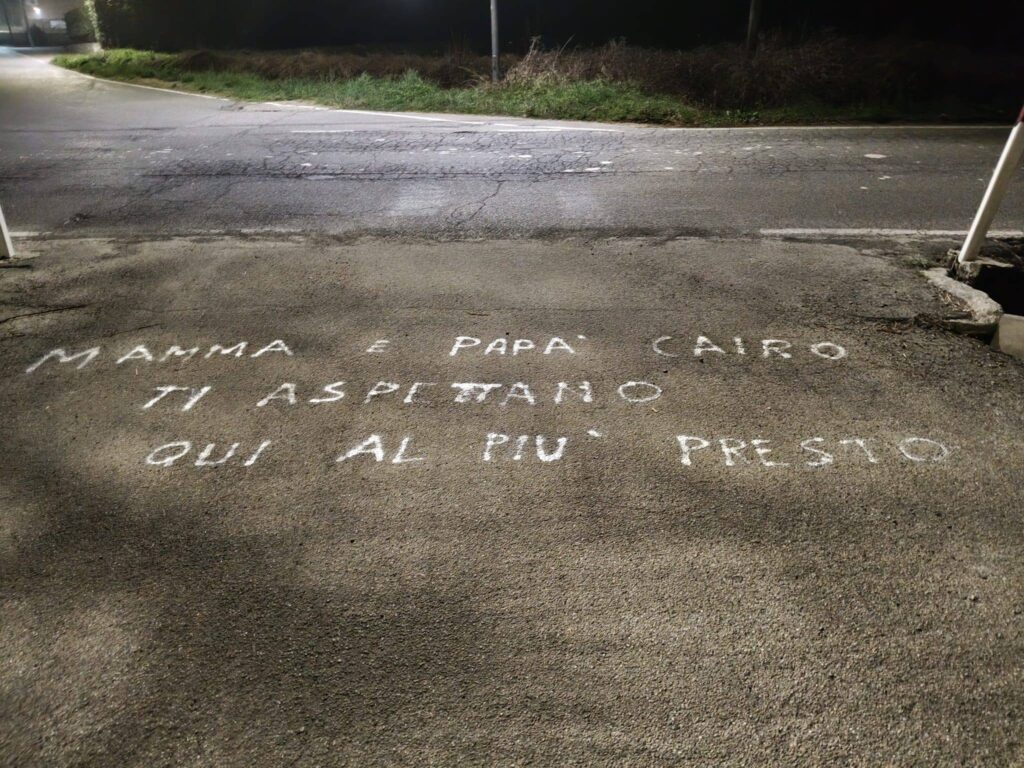 MAMMA E PAPA' CAIRO
TI ASPETTANO
QUI AL PIU` PRESTO